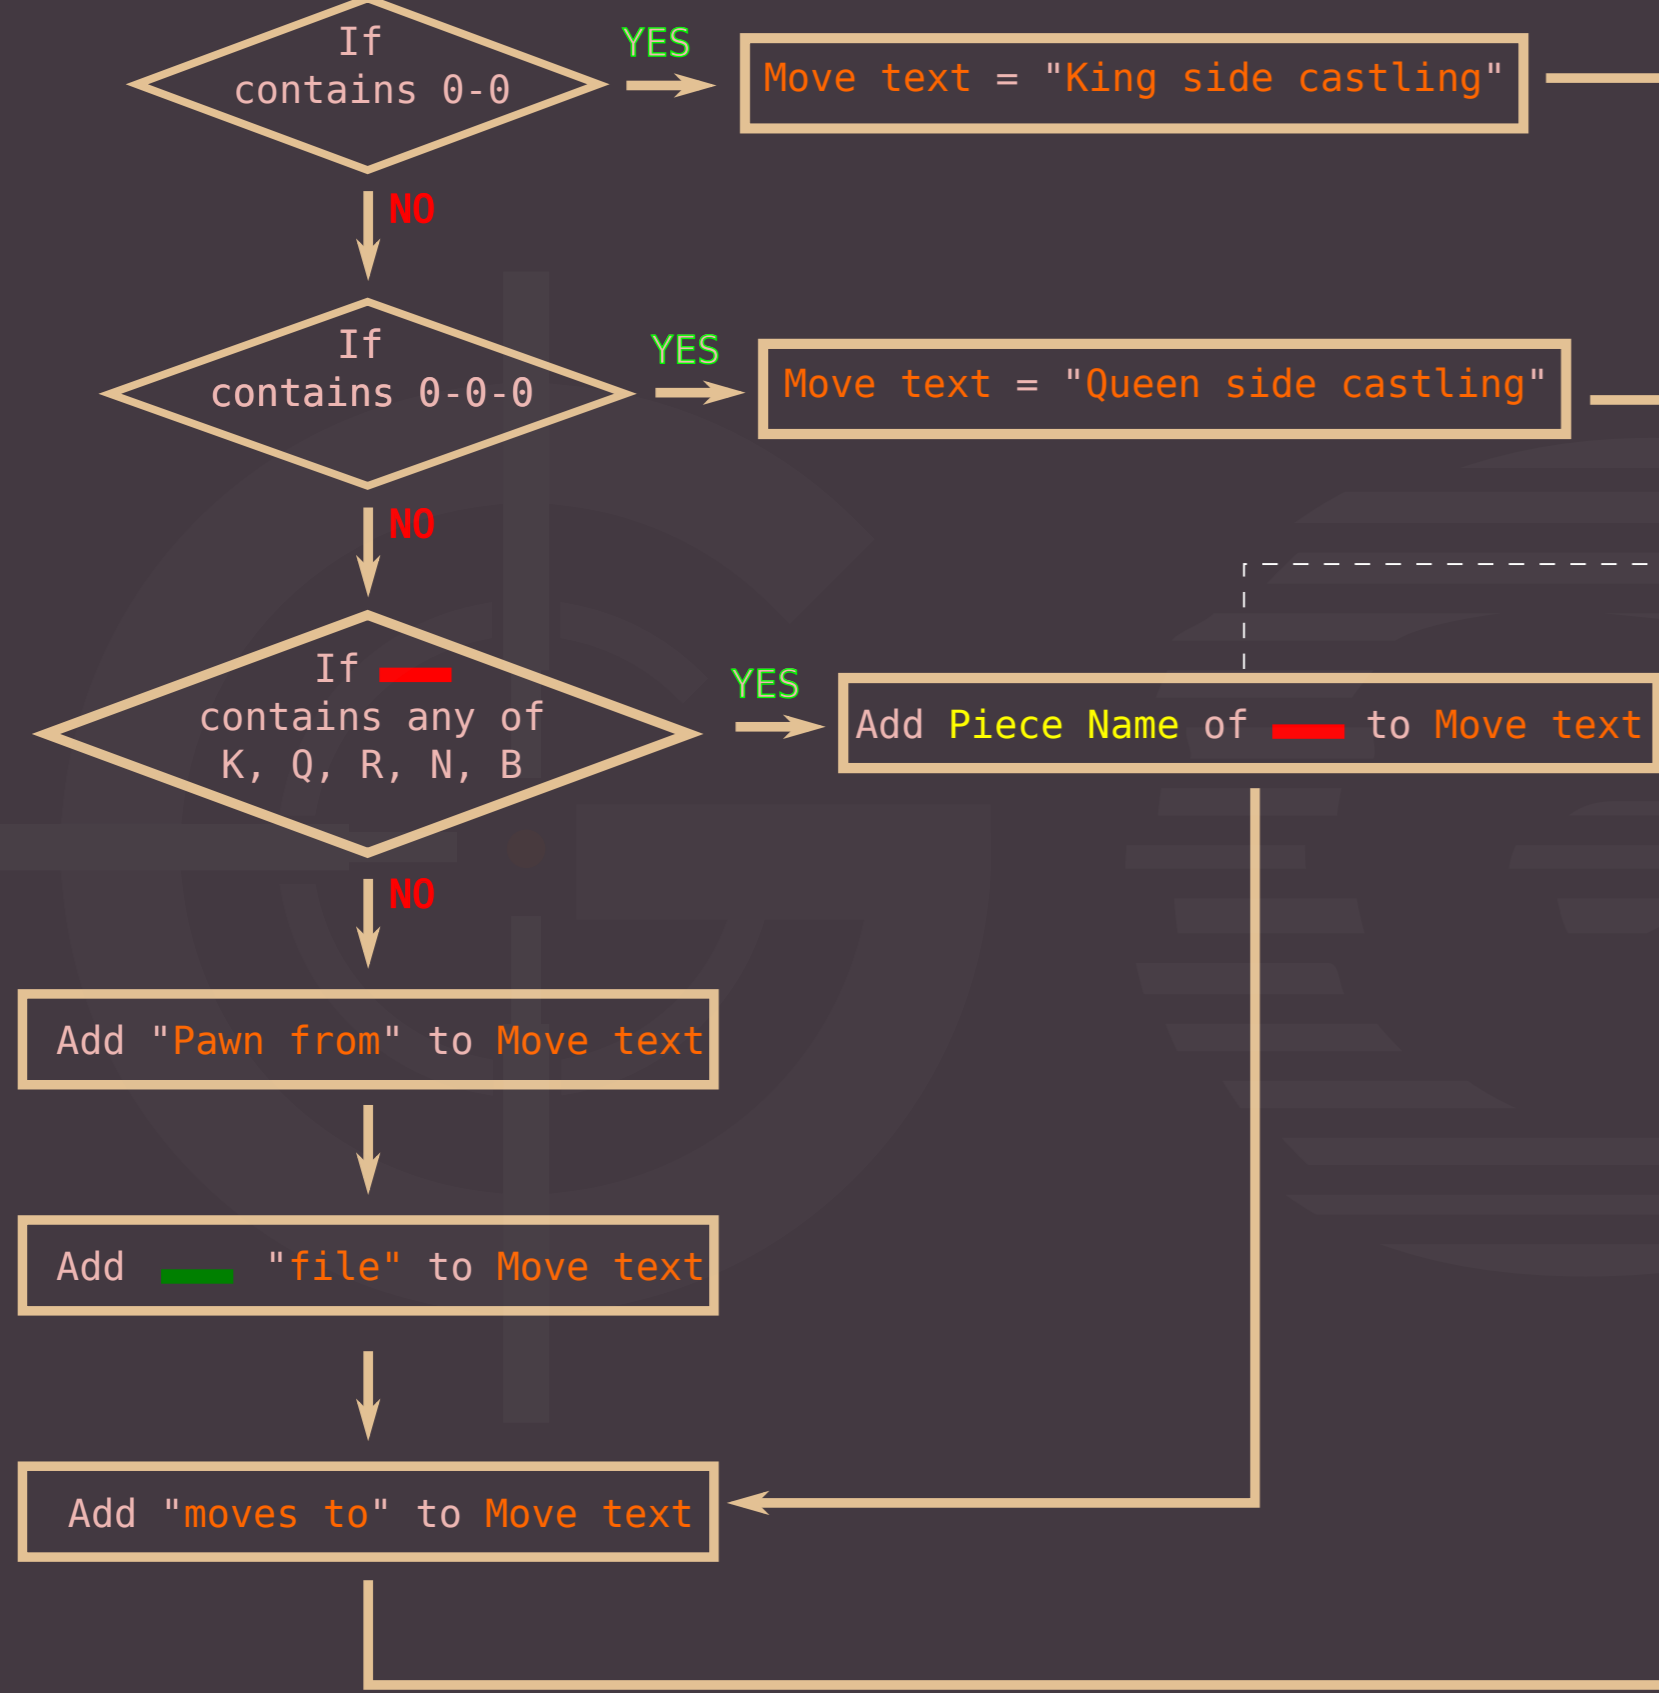 If
contains 0-0
YES
Move text = "King side castling"
NO
If
contains 0-0-0
YES
Move text = "Queen side castling"
NO
If
contains any of
K, Q, R, N, B
YES
Add Piece Name of to Move text
NO
Add "Pawn from" to Move text
Add "file" to Move text
Add "moves to" to Move text